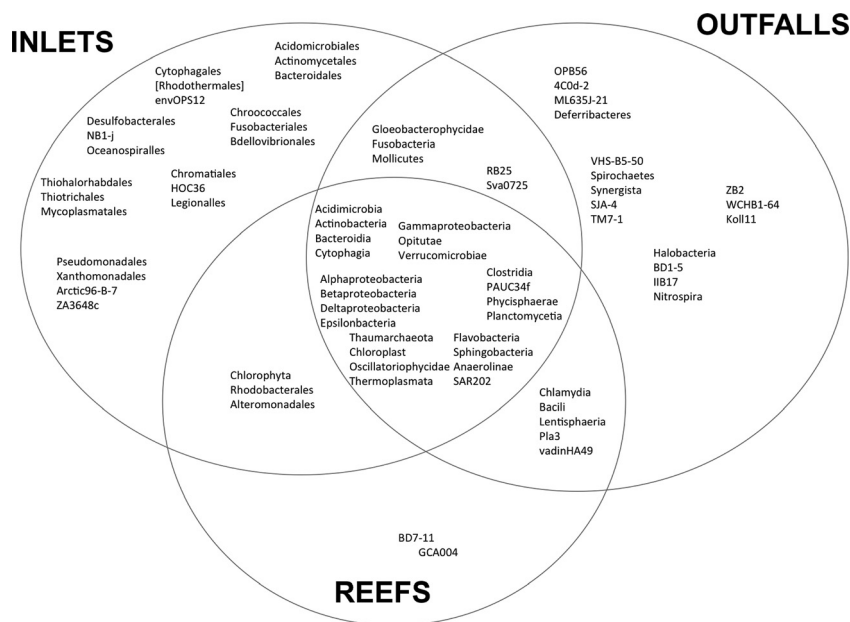 INLETS
OUTFALLS
Acidomicrobiales
Actinomycetales
Bacteroidales
Cytophagales
[Rhodothermales]
envOPS12
Desulfobacterales
NB1-j
Oceanospiralles
Chroococcales
Fusobacteriales
Bdellovibrionales
Thiohalorhabdales
Thiotrichales
Mycoplasmatales
Chromatiales
HOC36
Legionalles
Pseudomonadales
Xanthomonadales
Arctic96-B-7
ZA3648c
Gloeobacterophycidae
Fusobacteria
Mollicutes
RB25
Sva0725
OPB56
4C0d-2
ML635J-21
Deferribacteres
VHS-B5-50
Spirochaetes
Synergista
SJA-4
TM7-1
ZB2
WCHB1-64
Koll11
Halobacteria
BD1-5
IIB17
Nitrospira
Acidimicrobia
Actinobacteria
Bacteroidia
Cytophagia
Gammaproteobacteria
Opitutae
Verrucomicrobiae
Alphaproteobacteria
Betaproteobacteria
Deltaproteobacteria
Epsilonbacteria
Clostridia
PAUC34f
Phycisphaerae
Planctomycetia
Thaumarchaeota
Chloroplast
Oscillatoriophycidae
Thermoplasmata
Flavobacteria
Sphingobacteria
Anaerolinae
SAR202
Chlorophyta
Rhodobacterales
Alteromonadales
Chlamydia
Bacili
Lentisphaeria
Pla3
vadinHA49
BD7-11
GCA004
REEFS